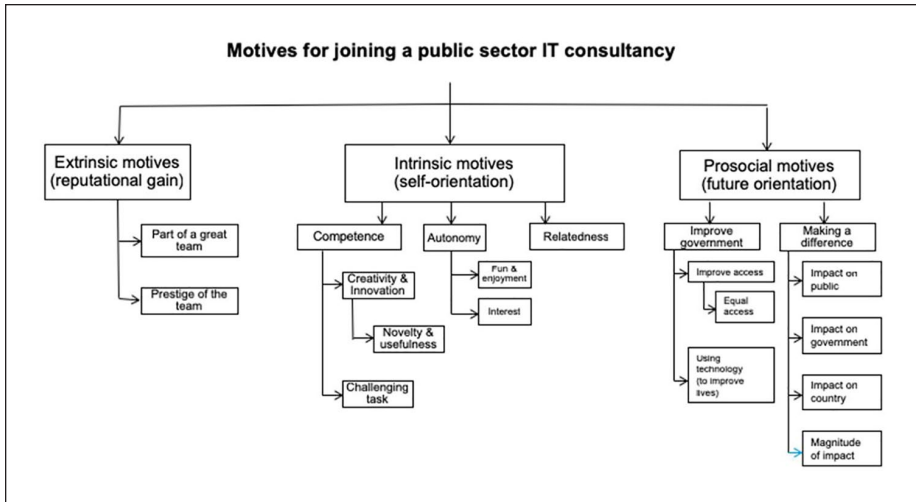 Motives for joining a public sector IT consultancy
Extrinsic motives
(reputational gain)
Part of a great
team
Prestige of the
team
Intrinsic motives
(self-orientation)
Competence
Creativity &
Innovation
Novelty &
usefulness
Challenging
task
Autonomy
Fun &
enjoyment
Interest
Relatedness
Prosocial motives
(future orientation)
Improve
government
Improve access
Equal
access
Using
technology
(to improve
lives)
Making a
difference
Impact on
public
Impact on
government
Impact on
country
Magnitude
of impact